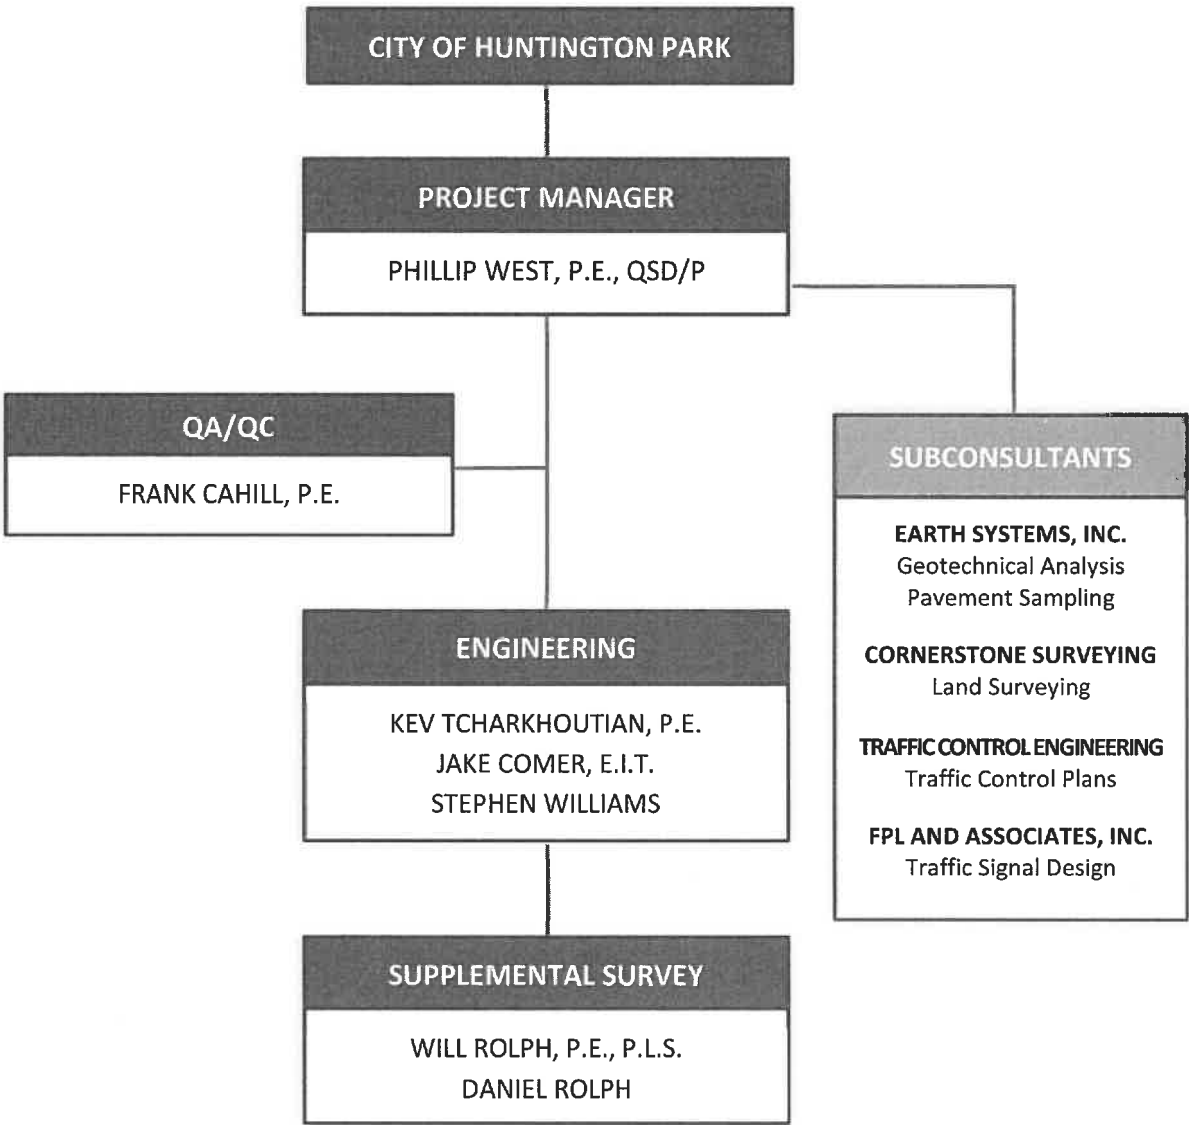 CITY OF HUNTINGTON PARK
PROJECT MANAGER
PHILLIP WEST, P.E., QSD/P
QA/QC
FRANK CAHILL, P.E.
SUBCONSULTANTS
EARTH SYSTEMS, INC.
Geotechnical Analysis
Pavement Sampling
CORNERSTONE SURVEYING
Land Surveying
TRAFFIC CONTROL ENGINEERING
Traffic Control Plans
FPL AND ASSOCIATES, INC.
Traffic Signal Design
ENGINEERING
KEV TCHARKHOUTIAN, P.E.
JAKE COMER, E.I.T.
STEPHEN WILLIAMS
SUPPLEMENTAL SURVEY
WILL ROLPH, P.E., P.L.S.
DANIEL ROLPH